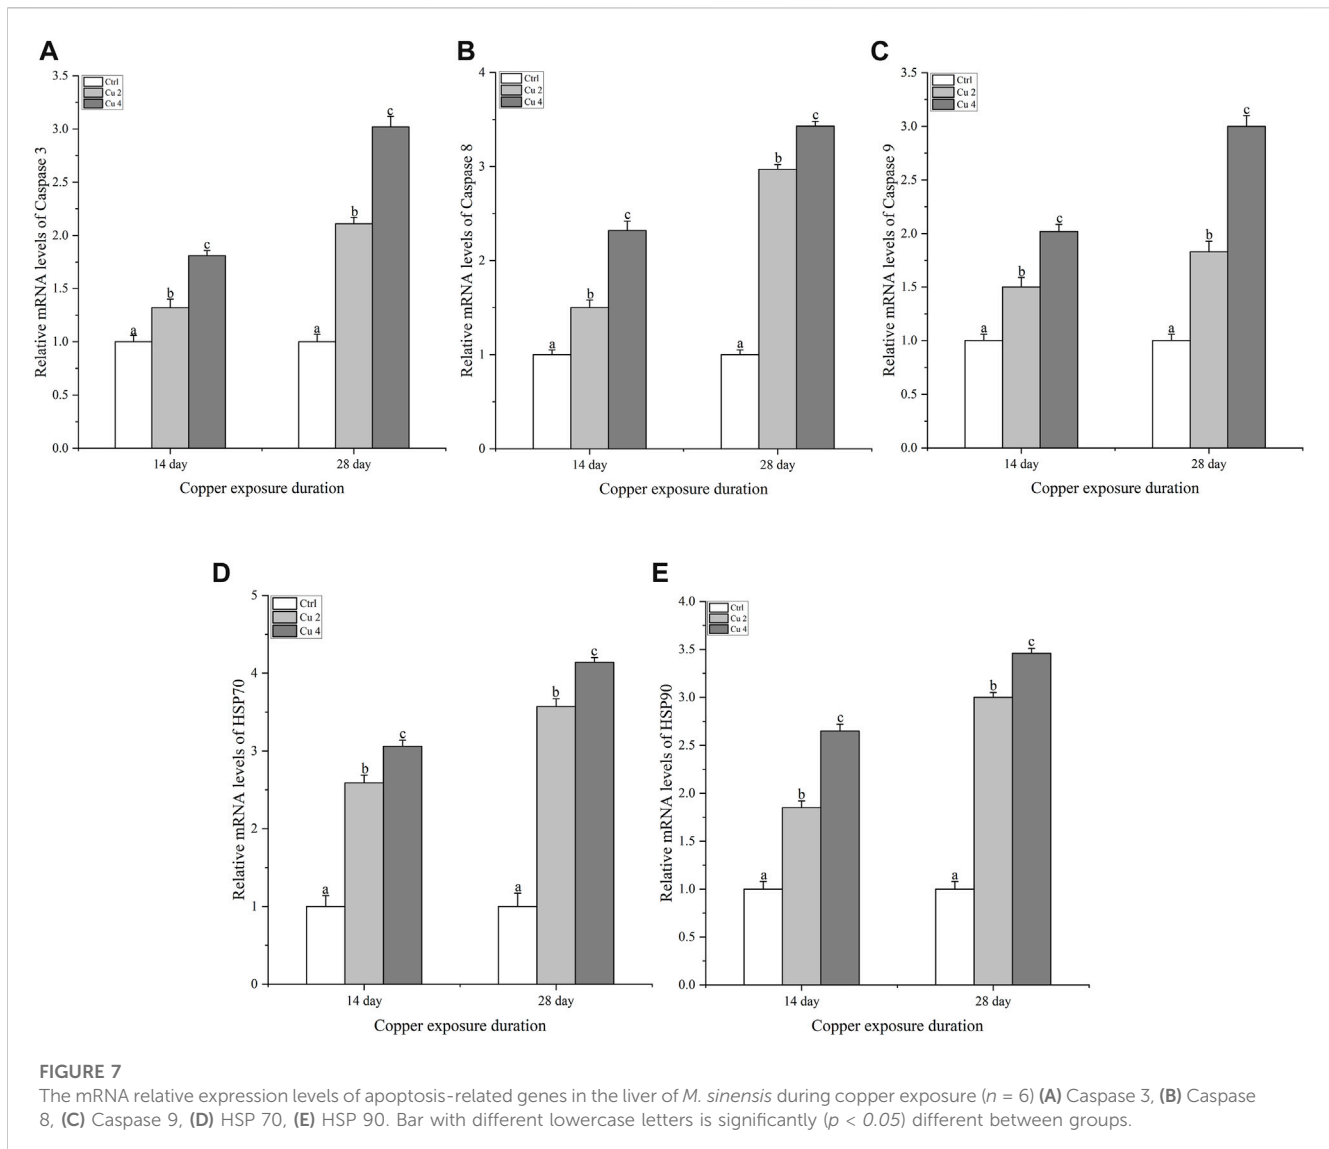 A
3.5
3.0
2.5
2.0
1.5
1.0
0.5
0.0
Relative mRNA levels of Caspase 3
Ctrl
Cu 2
Cu 4
a
b
c
a
b
c
14 day
28 day
Copper exposure duration
B
4
3
2
1
0
Relative mRNA levels of Caspase 8
Ctrl
Cu 2
Cu 4
a
b
c
a
b
c
14 day
28 day
Copper exposure duration
C
3.5
3.0
2.5
2.0
1.5
1.0
0.5
0.0
Relative mRNA levels of Caspase 9
Ctrl
Cu 2
Cu 4
a
b
c
a
b
c
14 day
28 day
Copper exposure duration
D
5
4
3
2
1
0
Relative mRNA levels of HSP70
Ctrl
Cu 2
Cu 4
a
b
c
a
b
c
14 day
28 day
Copper exposure duration
E
4.0
3.5
3.0
2.5
2.0
1.5
1.0
0.5
0.0
Relative mRNA levels of HSP90
Ctrl
Cu 2
Cu 4
a
b
c
a
b
c
14 day
28 day
Copper exposure duration
FIGURE 7
The mRNA relative expression levels of apoptosis-related genes in the liver of M. sinensis during copper exposure (n = 6) (A) Caspase 3, (B) Caspase
8, (C) Caspase 9, (D) HSP 70, (E) HSP 90. Bar with different lowercase letters is significantly (p < 0.05) different between groups.